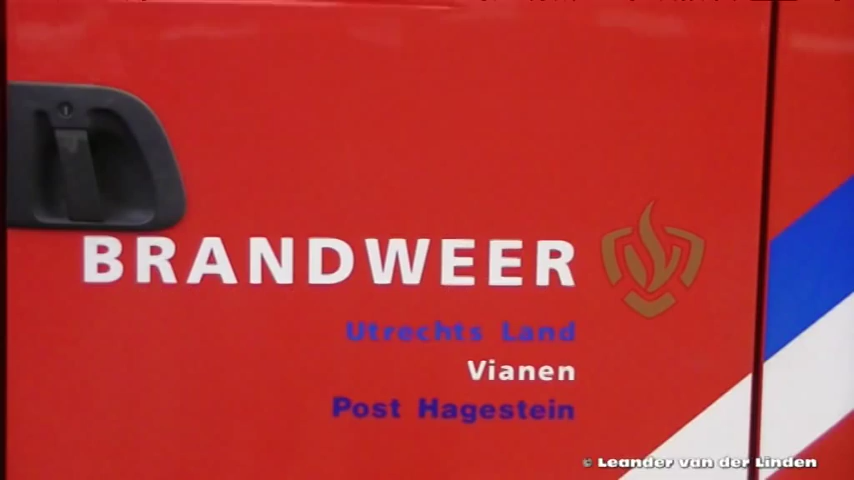 BRANDWEER
Utrechts Land
Vianen
Post Hagestein
© Leander van der Linden